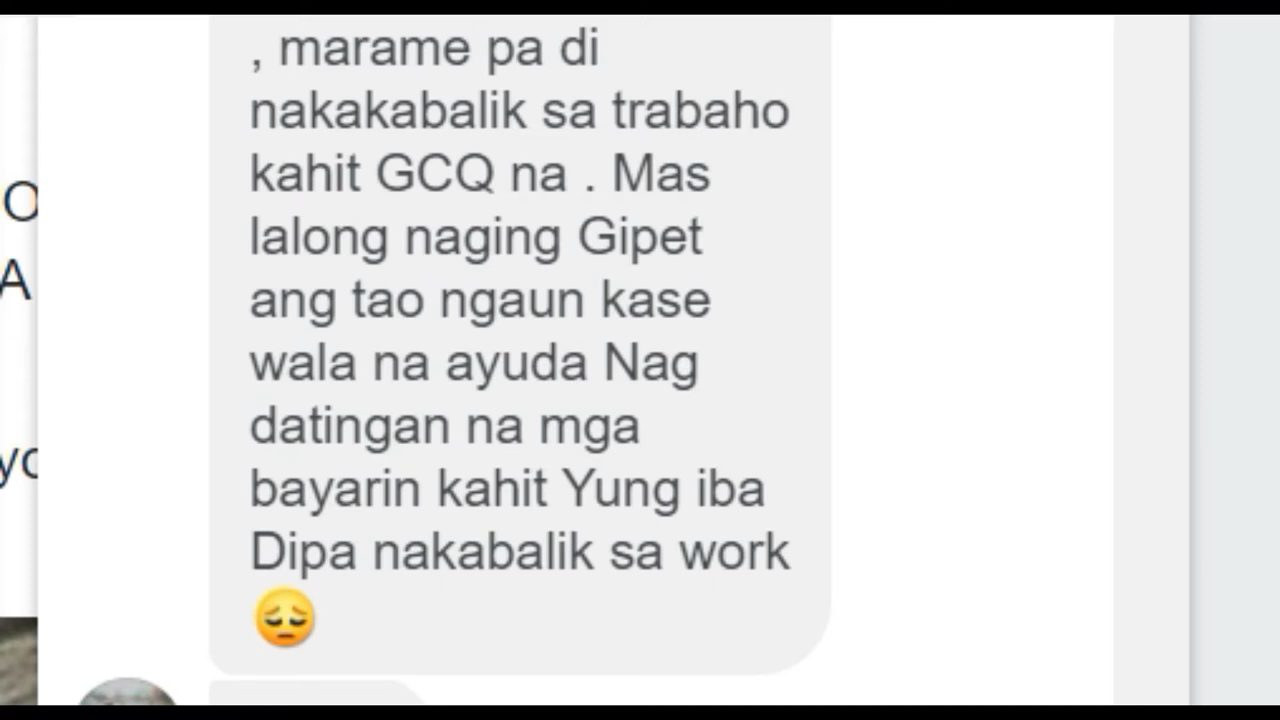 , marame pa di
nakakabalik sa trabaho
kahit GCQ na . Mas
lalong naging Gipet
ang tao ngaun kase
wala na ayuda Nag
datingan na mga
bayarin kahit Yung iba
Dipa nakabalik sa work
😔